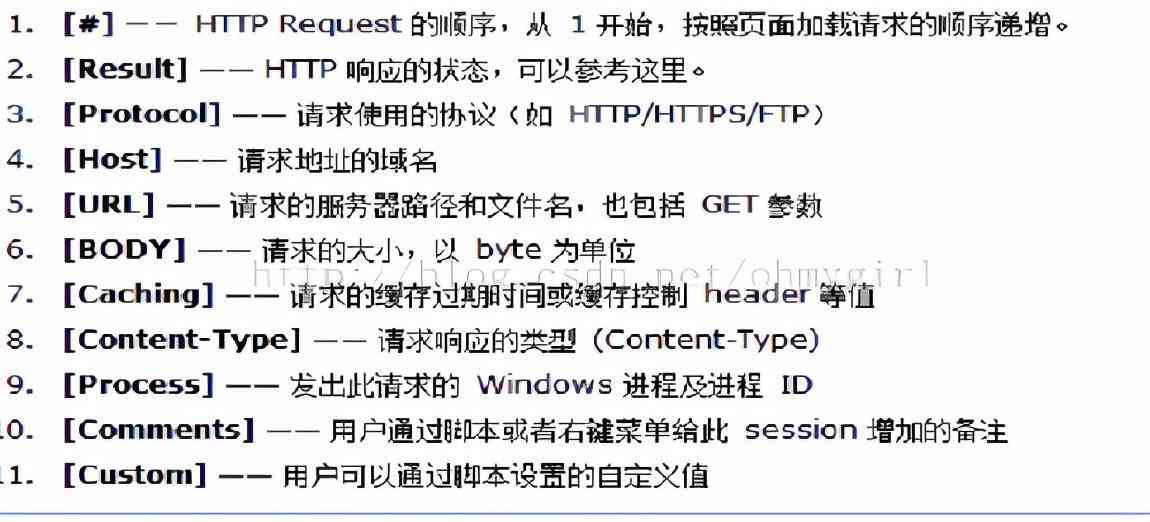 1. [#] —— HTTP Request 的顺序，从 1 开始，按照页面加载请求的顺序递增。
2. [Result] —— HTTP 响应的状态，可以参考这里。
3. [Protocol] —— 请求使用的协议（如 HTTP/HTTPS/FTP）
4. [Host] —— 请求地址的域名
5. [URL] —— 请求的服务器路径和文件名，也包括 GET 参数
6. [BODY] —— 请求的大小，以 byte 为单位
http://blog.csdn.net/ohmygirl
7. [Caching] —— 请求的缓存过期时间或缓存控制 header 等值
8. [Content-Type] —— 请求响应的类型（Content-Type）
9. [Process] —— 发出此请求的 Windows 进程及进程 ID
10. [Comments] —— 用户通过脚本或者右键菜单给此 session 增加的备注
11. [Custom] —— 用户可以通过脚本设置的自定义值